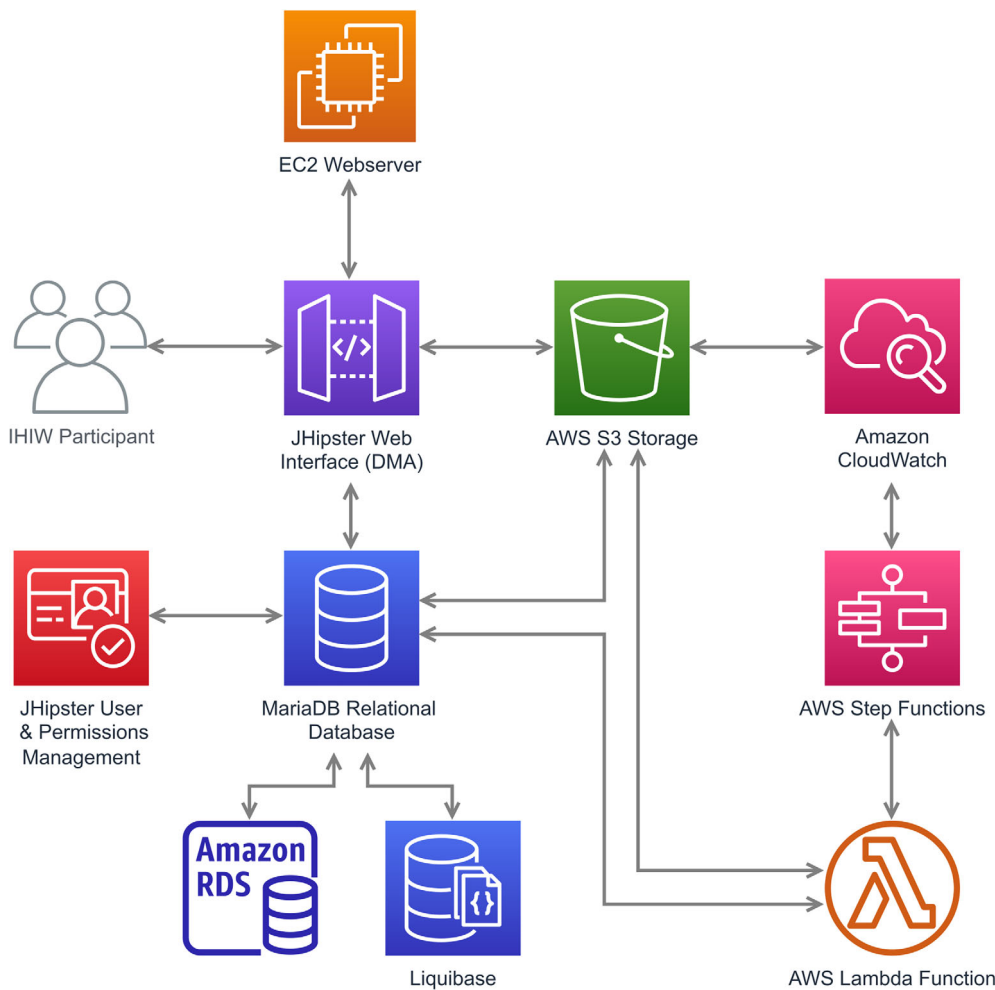 EC2 Webserver
IHIW Participant
JHipster Web
Interface (DMA)
</>
AWS S3 Storage
Amazon
CloudWatch
JHipster User
& Permissions
Management
MariaDB Relational
Database
AWS Step Functions
Amazon
RDS
{}
Liquibase
AWS Lambda Function